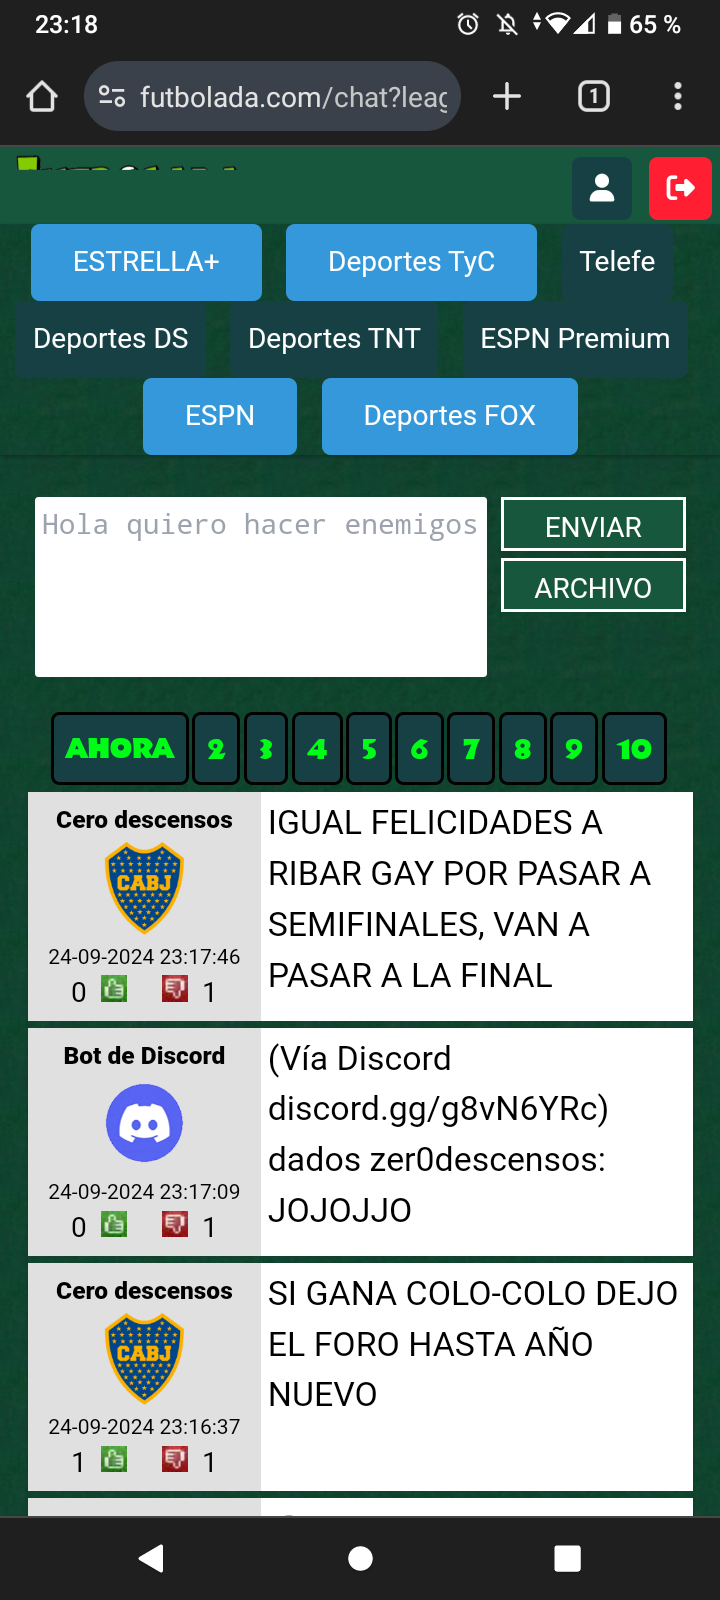 23:18
65 %
futbolada.com/chat?leag
1
ESTRELLA+
Deportes TyC
Telefe
Deportes DS
Deportes TNT
ESPN Premium
ESPN
Deportes FOX
Hola quiero hacer enemigos
ENVIAR
ARCHIVO
AHORA 2 3 4 5 6 7 8 9 10
Cero descensos
CABJ
24-09-2024 23:17:46
0 1
IGUAL FELICIDADES A
RIBAR GAY POR PASAR A
SEMIFINALES, VAN A
PASAR A LA FINAL
Bot de Discord
24-09-2024 23:17:09
0 1
(Vía Discord
discord.gg/g8vN6YRc)
dados zer0descensos:
JOJOJJO
Cero descensos
CABJ
24-09-2024 23:16:37
1 1
SI GANA COLO-COLO DEJO
EL FORO HASTA AÑO
NUEVO